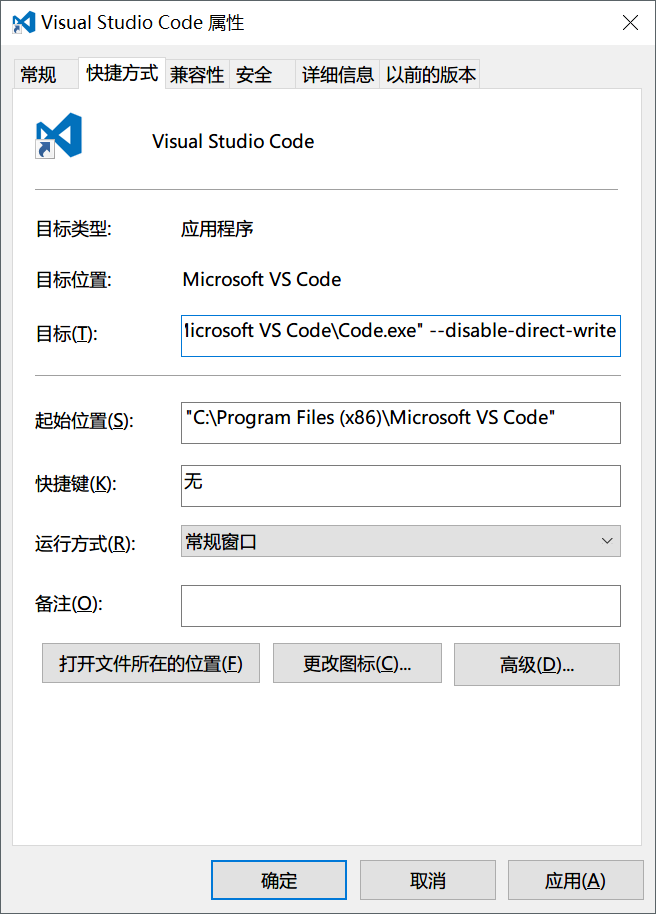 Visual Studio Code 属性
常规 快捷方式 兼容性 安全 详细信息 以前的版本
Visual Studio Code
目标类型: 应用程序
目标位置: Microsoft VS Code
目标(T): icrosoft VS Code\Code.exe" --disable-direct-write
起始位置(S): "C:\Program Files (x86)\Microsoft VS Code"
快捷键(K): 无
运行方式(R): 常规窗口
备注(O):
打开文件所在的位置(F) 更改图标(C)... 高级(D)...
确定 取消 应用(A)